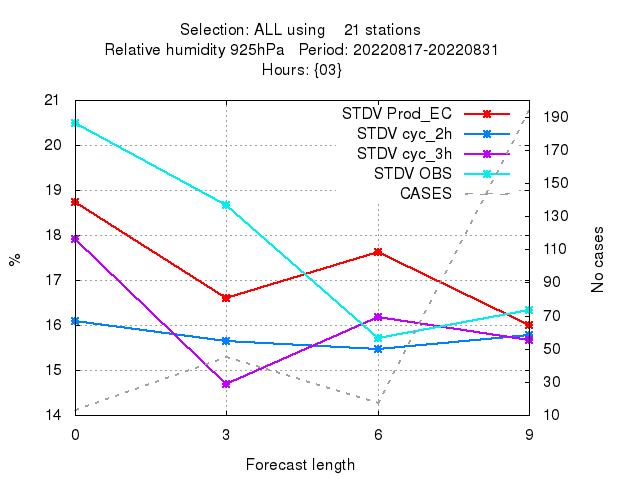 Selection: ALL using 21 stations
Relative humidity 925hPa Period: 20220817-20220831
Hours: {03}
STDV Prod_EC
STDV cyc_2h
STDV cyc_3h
STDV OBS
CASES
%
21
20
19
18
17
16
15
14
190
170
150
130
110
90
70
50
30
10
No cases
0 3 6 9
Forecast length